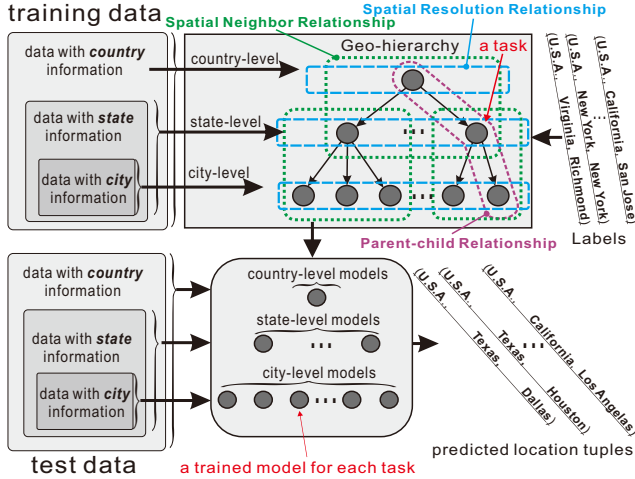 training data
Spatial Neighbor Relationship
Spatial Resolution Relationship
data with country
information
data with state
information
data with city
information
country-level
state-level
city-level
Geo-hierarchy
a task
...
...
Parent-child Relationship
(U.S.A., Virginia, Richmond)
(U.S.A., New York, New York)
...
(U.S.A., California, San Jose)
Labels
data with country
information
data with state
information
data with city
information
test data
country-level models
state-level models
...
city-level models
...
a trained model for each task
(U.S.A., Texas, Dallas)
(U.S.A., Texas, Houston)
...
(U.S.A., California, Los Angelas)
predicted location tuples